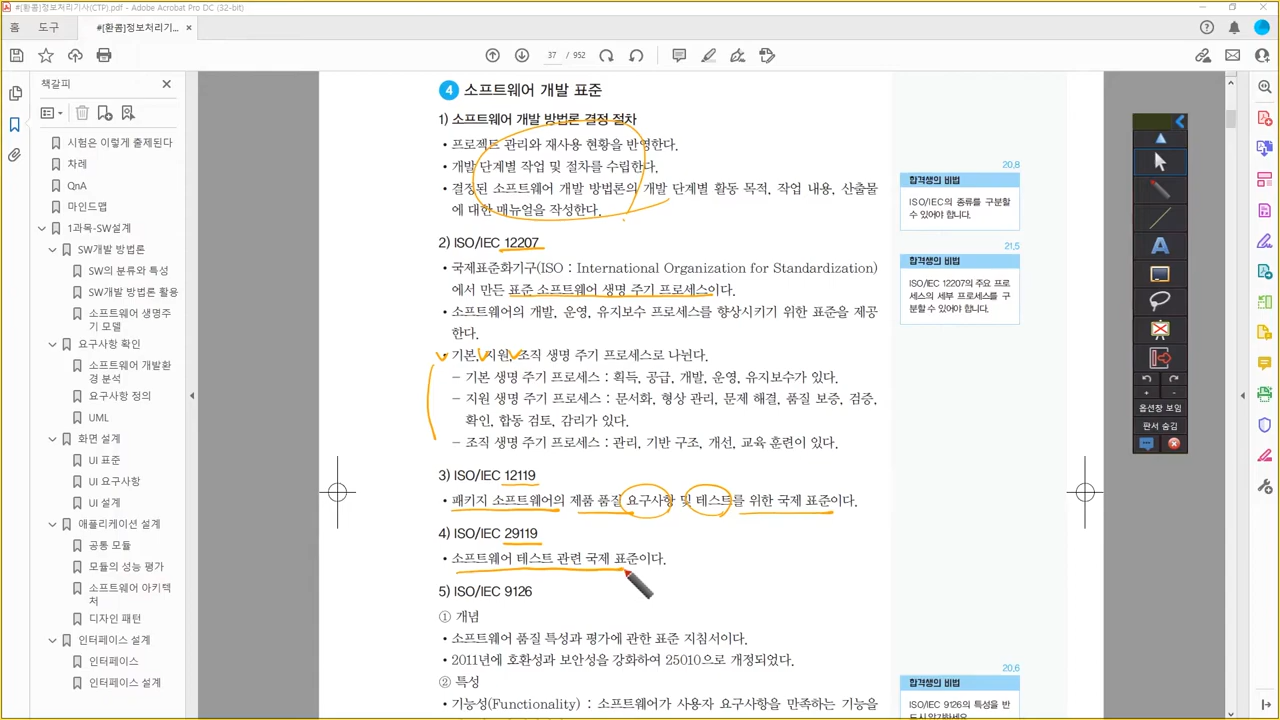 #[환콤]정보처리기사(CTP).pdf - Adobe Acrobat Pro DC (32-bit)
홈
도구
#[환콤]정보처리기... ×
37 / 952
책갈피
시험은 이렇게 출제된다
차례
QnA
마인드맵
1과목-SW설계
SW개발 방법론
SW의 분류와 특성
SW개발 방법론 활용
소프트웨어 생명주
기 모델
요구사항 확인
소프트웨어 개발환
경 분석
요구사항 정의
UML
화면 설계
UI 표준
UI 요구사항
UI 설계
애플리케이션 설계
공통 모듈
모듈의 성능 평가
소프트웨어 아키텍
처
디자인 패턴
인터페이스 설계
인터페이스
인터페이스 설계
4 소프트웨어 개발 표준
1) 소프트웨어 개발 방법론 결정 절차
• 프로젝트 관리와 재사용 현황을 반영한다.
• 개발 단계별 작업 및 절차를 수립한다.
• 결정된 소프트웨어 개발 방법론의 개발 단계별 활동 목적, 작업 내용, 산출물
에 대한 매뉴얼을 작성한다.
2) ISO/IEC 12207
• 국제표준화기구(ISO : International Organization for Standardization)
에서 만든 표준 소프트웨어 생명 주기 프로세스이다.
• 소프트웨어의 개발, 운영, 유지보수 프로세스를 향상시키기 위한 표준을 제공
한다.
• 기본, 지원, 조직 생명 주기 프로세스로 나뉜다.
– 기본 생명 주기 프로세스 : 획득, 공급, 개발, 운영, 유지보수가 있다.
– 지원 생명 주기 프로세스 : 문서화, 형상 관리, 문제 해결, 품질 보증, 검증,
확인, 합동 검토, 감리가 있다.
– 조직 생명 주기 프로세스 : 관리, 기반 구조, 개선, 교육 훈련이 있다.
3) ISO/IEC 12119
• 패키지 소프트웨어의 제품 품질 요구사항 및 테스트를 위한 국제 표준이다.
4) ISO/IEC 29119
• 소프트웨어 테스트 관련 국제 표준이다.
5) ISO/IEC 9126
① 개념
• 소프트웨어 품질 특성과 평가에 관한 표준 지침서이다.
• 2011년에 호환성과 보안성을 강화하여 25010으로 개정되었다.
② 특성
• 기능성(Functionality) : 소프트웨어가 사용자 요구사항을 만족하는 기능을
20.8
합격생의 비법
ISO/IEC의 종류를 구분할
수 있어야 합니다.
21.5
합격생의 비법
ISO/IEC 12207의 주요 프로
세스의 세부 프로세스를 구
분할 수 있어야 합니다.
20.6
합격생의 비법
ISO/IEC 9126의 특성을 반
A
옵션창 보임
판서 숨김